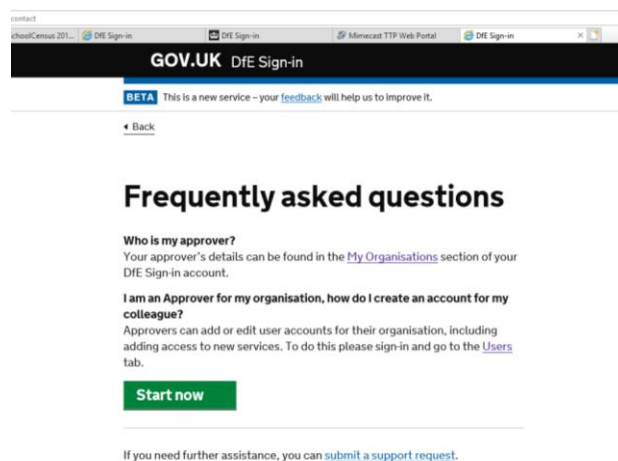 contact
choolCensus 201... DfE Sign-in DfE Sign-in Mimecast TTP Web Portal DfE Sign-in
GOV.UK DfE Sign-in
BETA This is a new service – your feedback will help us to improve it.
Back
Frequently asked questions
Who is my approver?
Your approver's details can be found in the My Organisations section of your
DfE Sign-in account.
I am an Approver for my organisation, how do I create an account for my
colleague?
Approvers can add or edit user accounts for their organisation, including
adding access to new services. To do this please sign-in and go to the Users
tab.
Start now
If you need further assistance, you can submit a support request.